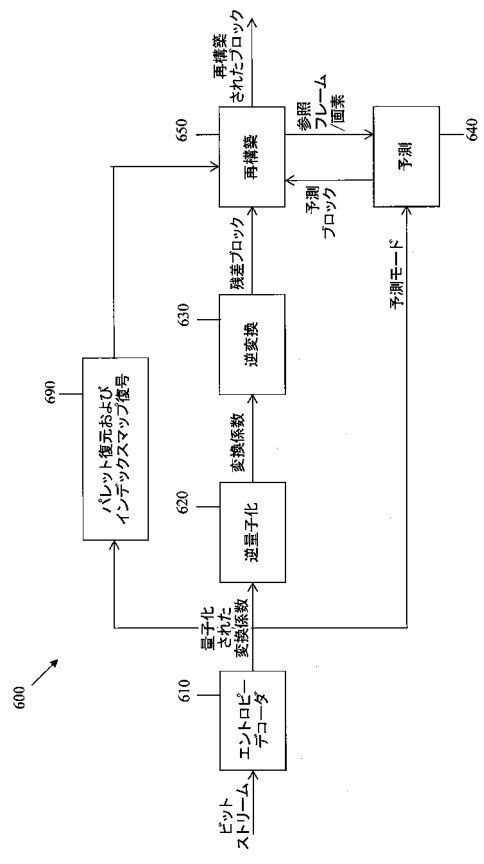 600
ビット
ストリーム
610
エントロピー
デコーダ
量子化
された
変換係数
620
逆量子化
変換係数
630
逆変換
残差ブロック
650
再構築
再構築
されたブロック
690
パレット復元および
インデックスマップ復号
予測
ブロック
参照
フレーム
/画素
640
予測
予測モード